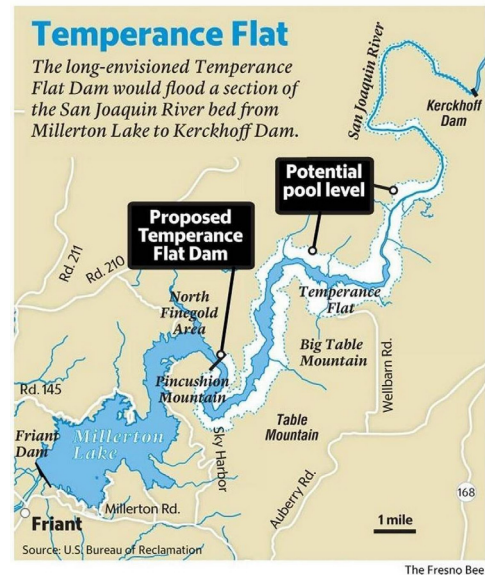 Temperance Flat
The long-envisioned Temperance
Flat Dam would flood a section of
the San Joaquin River bed from
Millerton Lake to Kerckhoff Dam.
San Joaquin River
Kerckhoff
Dam
Potential
pool level
Proposed
Temperance
Flat Dam
Rd. 211
Rd. 210
North
Finegold
Area
Temperance
Flat
Big Table
Mountain
Wellbarn Rd.
Pincushion
Mountain
Rd. 145
Table
Mountain
Friant
Dam
Millerton
Lake
Sky Harbor
Auberry Rd.
168
Millerton Rd.
Friant
1 mile
Source: U.S. Bureau of Reclamation
The Fresno Bee